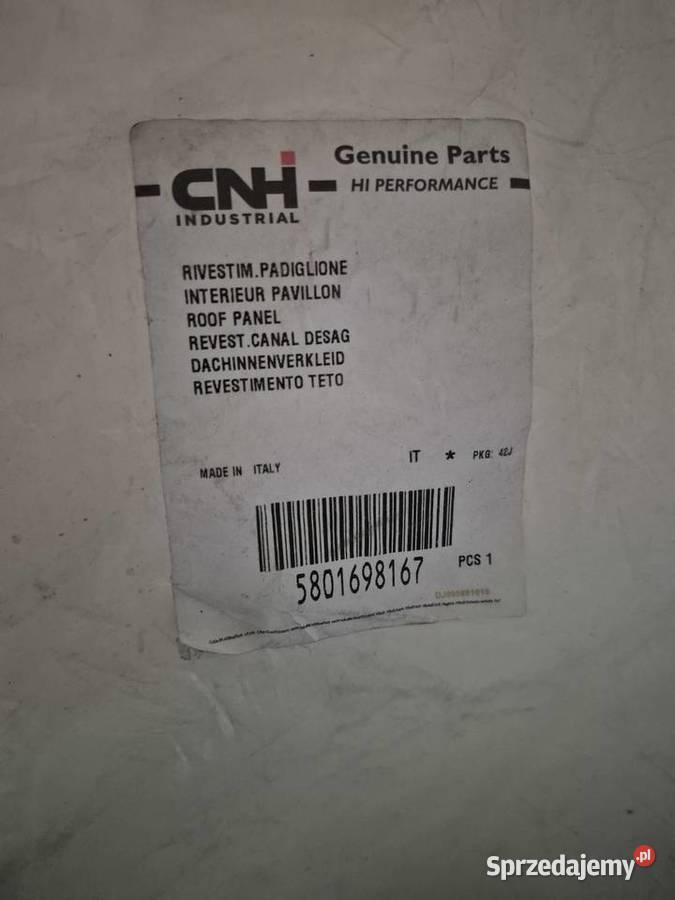 Genuine Parts
CNH
HI PERFORMANCE
INDUSTRIAL
RIVESTIM.PADIGLIONE
INTERIEUR PAVILLON
ROOF PANEL
REVEST.CANAL DESAG
DACHINNENVERKLEID
REVESTIMENTO TETO
IT * PKG: 42J
MADE IN ITALY
PCS 1
5801698167
Sprzedajemy.pl